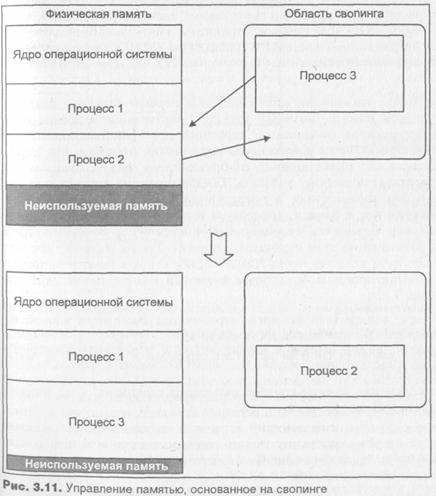 Физическая память
Область свопинга
Ядро операционной системы
Процесс 3
Процесс 1
Процесс 2
Неиспользуемая память
Ядро операционной системы
Процесс 1
Процесс 2
Процесс 3
Неиспользуемая память
Рис. 3.11. Управление памятью, основанное на свопинге